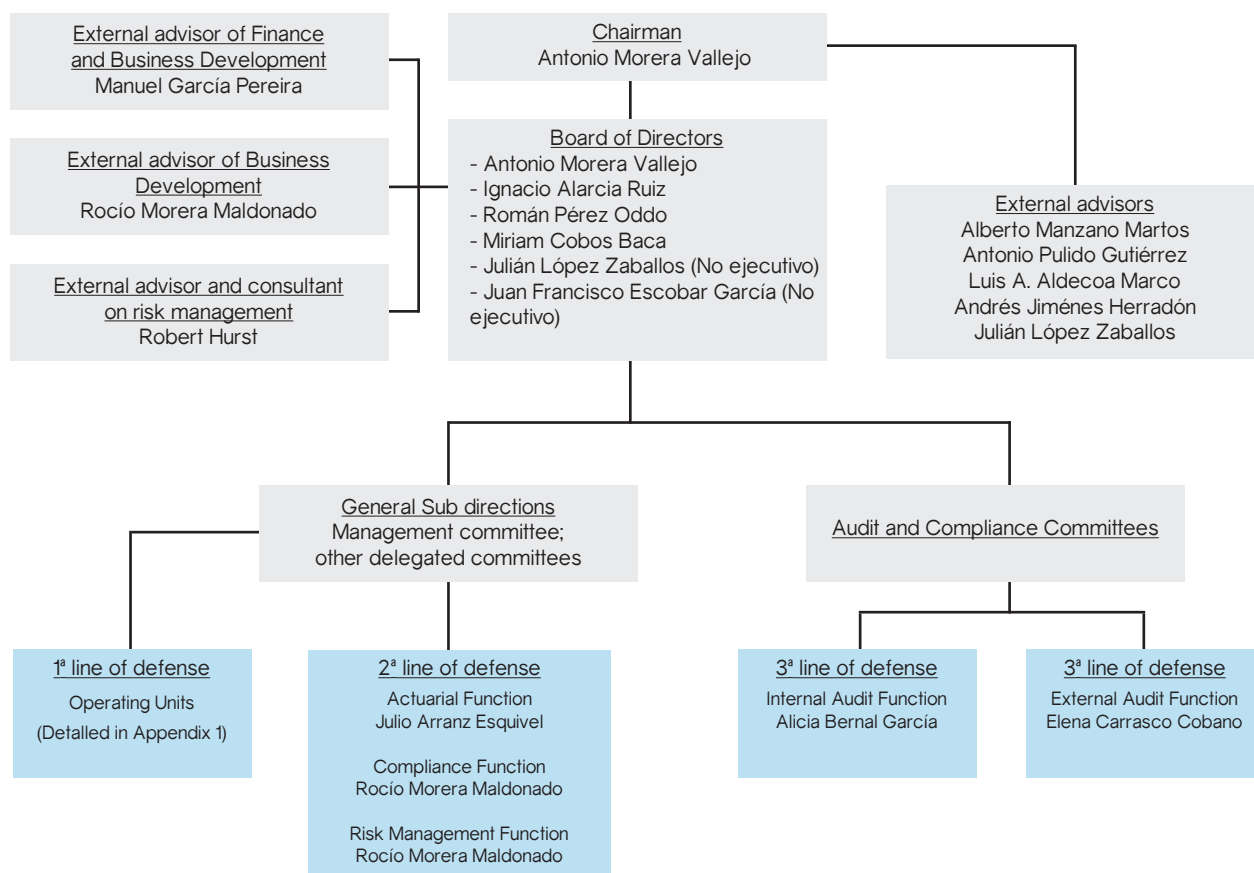 External advisor of Finance
and Business Development
Manuel García Pereira
Chairman
Antonio Morera Vallejo
External advisor of Business
Development
Rocío Morera Maldonado
Board of Directors
- Antonio Morera Vallejo
- Ignacio Alarcia Ruiz
- Román Pérez Oddo
- Miriam Cobos Baca
- Julián López Zaballos (No ejecutivo)
- Juan Francisco Escobar García (No
ejecutivo)
External advisors
Alberto Manzano Martos
Antonio Pulido Gutiérrez
Luis A. Aldecoa Marco
Andrés Jiménes Herradón
Julián López Zaballos
External advisor and consultant
on risk management
Robert Hurst
General Sub directions
Management committee;
other delegated committees
Audit and Compliance Committees
1ª line of defense
Operating Units
(Detailed in Appendix 1)
2ª line of defense
Actuarial Function
Julio Arranz Esquivel
Compliance Function
Rocío Morera Maldonado
Risk Management Function
Rocío Morera Maldonado
3ª line of defense
Internal Audit Function
Alicia Bernal García
3ª line of defense
External Audit Function
Elena Carrasco Cobano